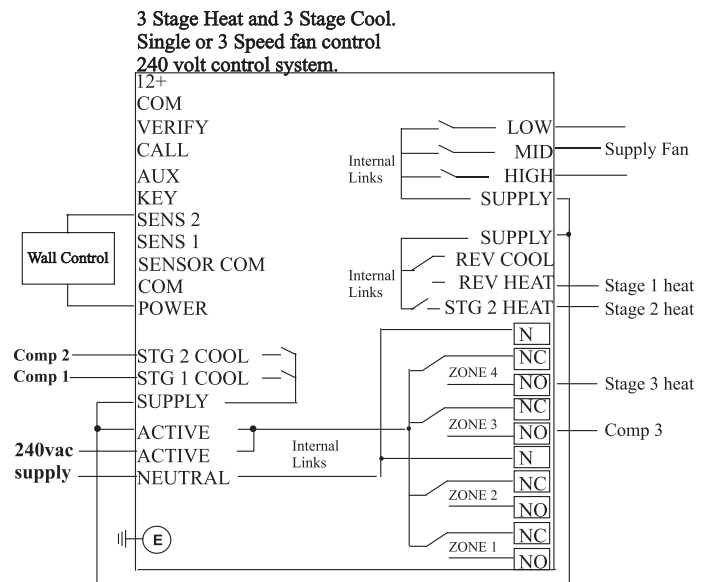 3 Stage Heat and 3 Stage Cool.
Single or 3 Speed fan control
240 volt control system.
12+
COM
VERIFY
CALL
AUX
KEY
SENS 2
SENS 1
SENSOR COM
COM
POWER
Wall Control
Internal
Links
LOW
MID
HIGH
SUPPLY
Supply Fan
Internal
Links
SUPPLY
REV COOL
REV HEAT
STG 2 HEAT
Stage 1 heat
Stage 2 heat
Comp 2
Comp 1
STG 2 COOL
STG 1 COOL
SUPPLY
ACTIVE
ACTIVE
NEUTRAL
240vac
supply
E
Internal
Links
N
NC
ZONE 4
NO
Stage 3 heat
NC
ZONE 3
NO
Comp 3
N
NC
ZONE 2
NO
NC
ZONE 1
NO